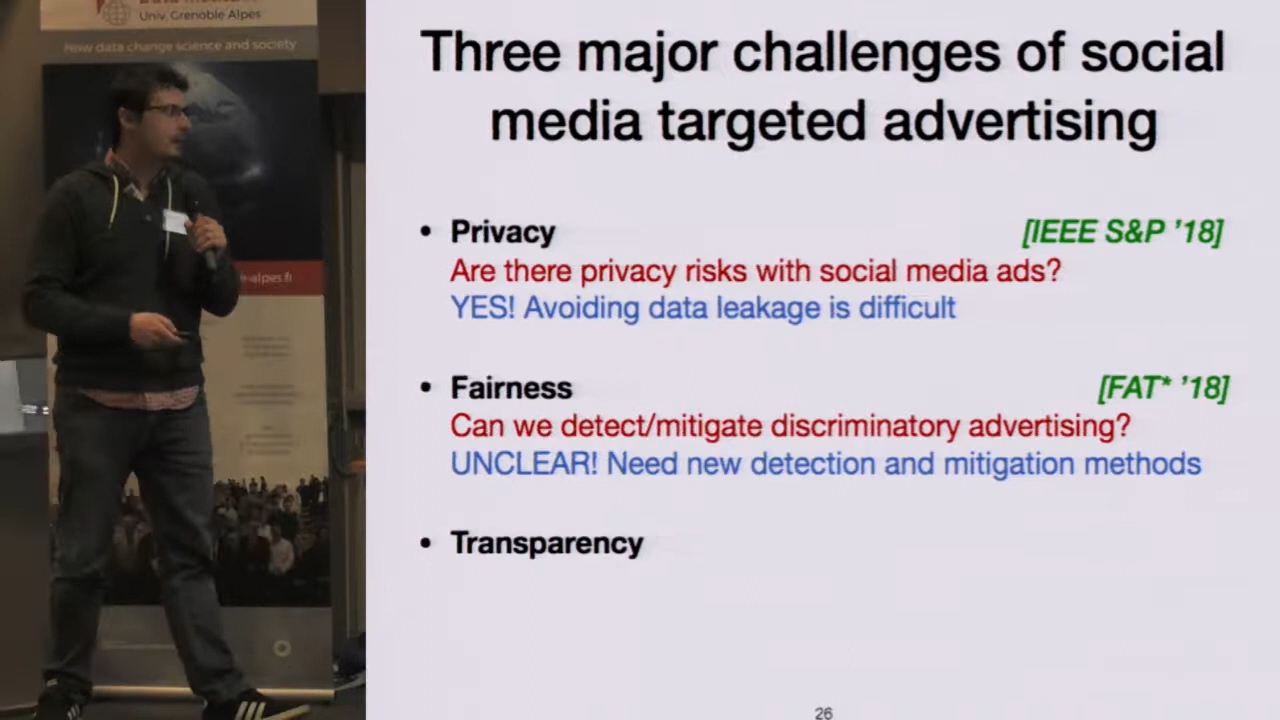 Univ. Grenoble Alpes
How data change science and society
Three major challenges of social
media targeted advertising
• Privacy [IEEE S&P '18]
Are there privacy risks with social media ads?
YES! Avoiding data leakage is difficult
• Fairness [FAT* '18]
Can we detect/mitigate discriminatory advertising?
UNCLEAR! Need new detection and mitigation methods
• Transparency
26